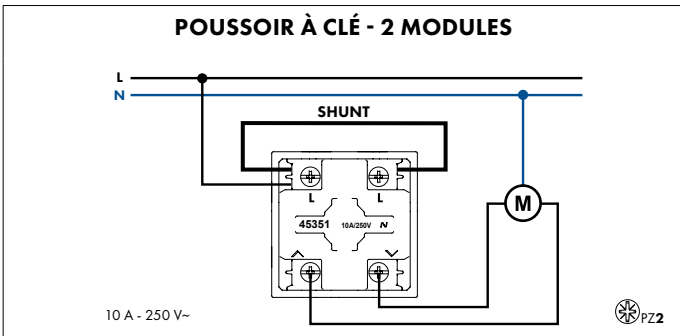 POUSSOIR À CLÉ - 2 MODULES
L
N
SHUNT
L L
45351 10A/250V N
M
10 A - 250 V~
PZ2